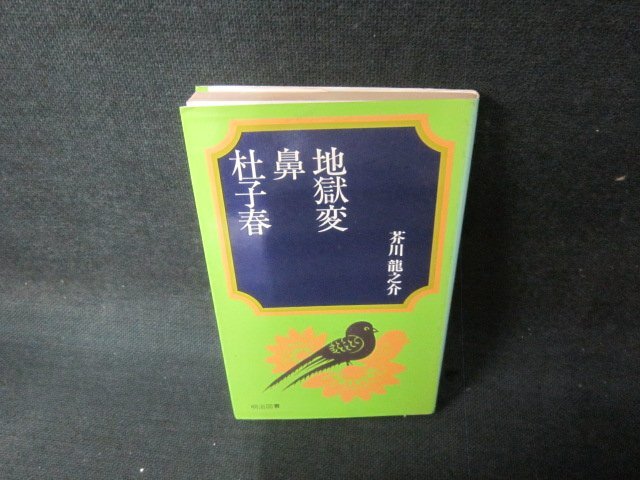 地獄変
鼻
杜子春
芥川龍之介
明治図書